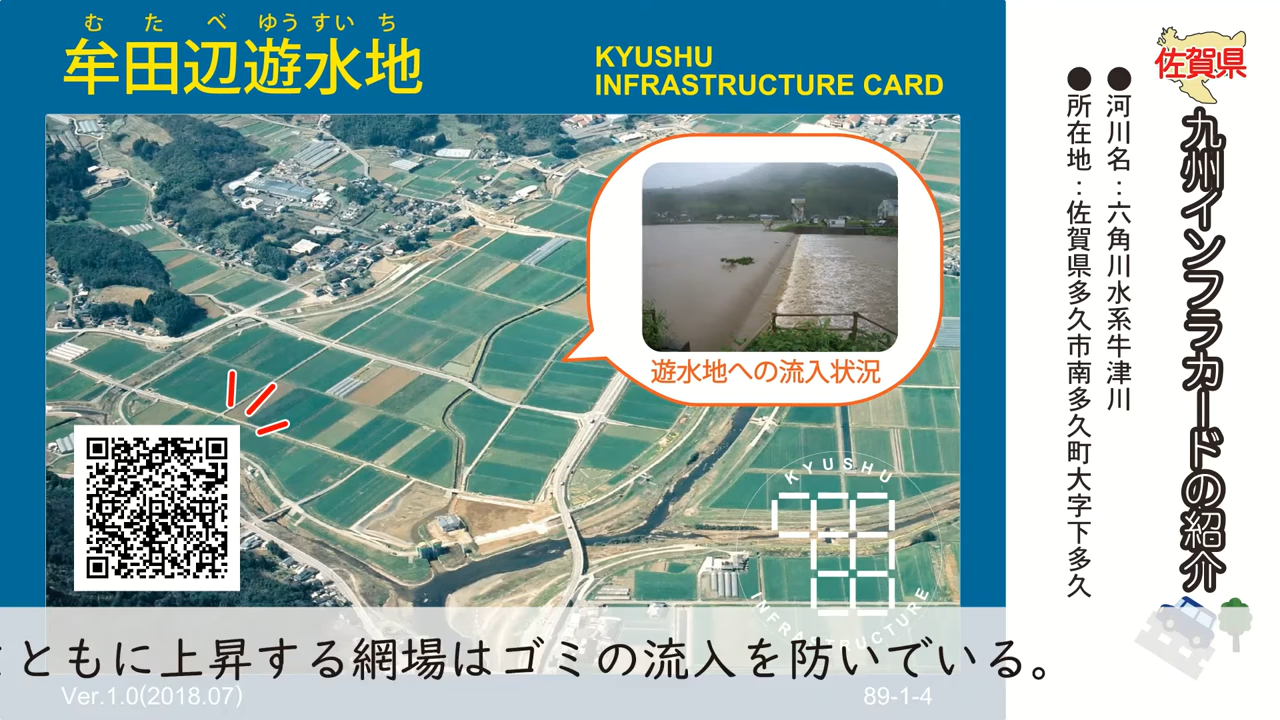 むたべゆうすいち
牟田辺遊水地
KYUSHU
INFRASTRUCTURE CARD
遊水地への流入状況
KYUSHU
INFRASTRUCTURE
ともに上昇する網場はゴミの流入を防いでいる。
Ver.1.0(2018.07)
89-1-4
佐賀県
九州インフラカードの紹介
●河川名：六角川水系牛津川
●所在地：佐賀県多久市南多久町大字下多久